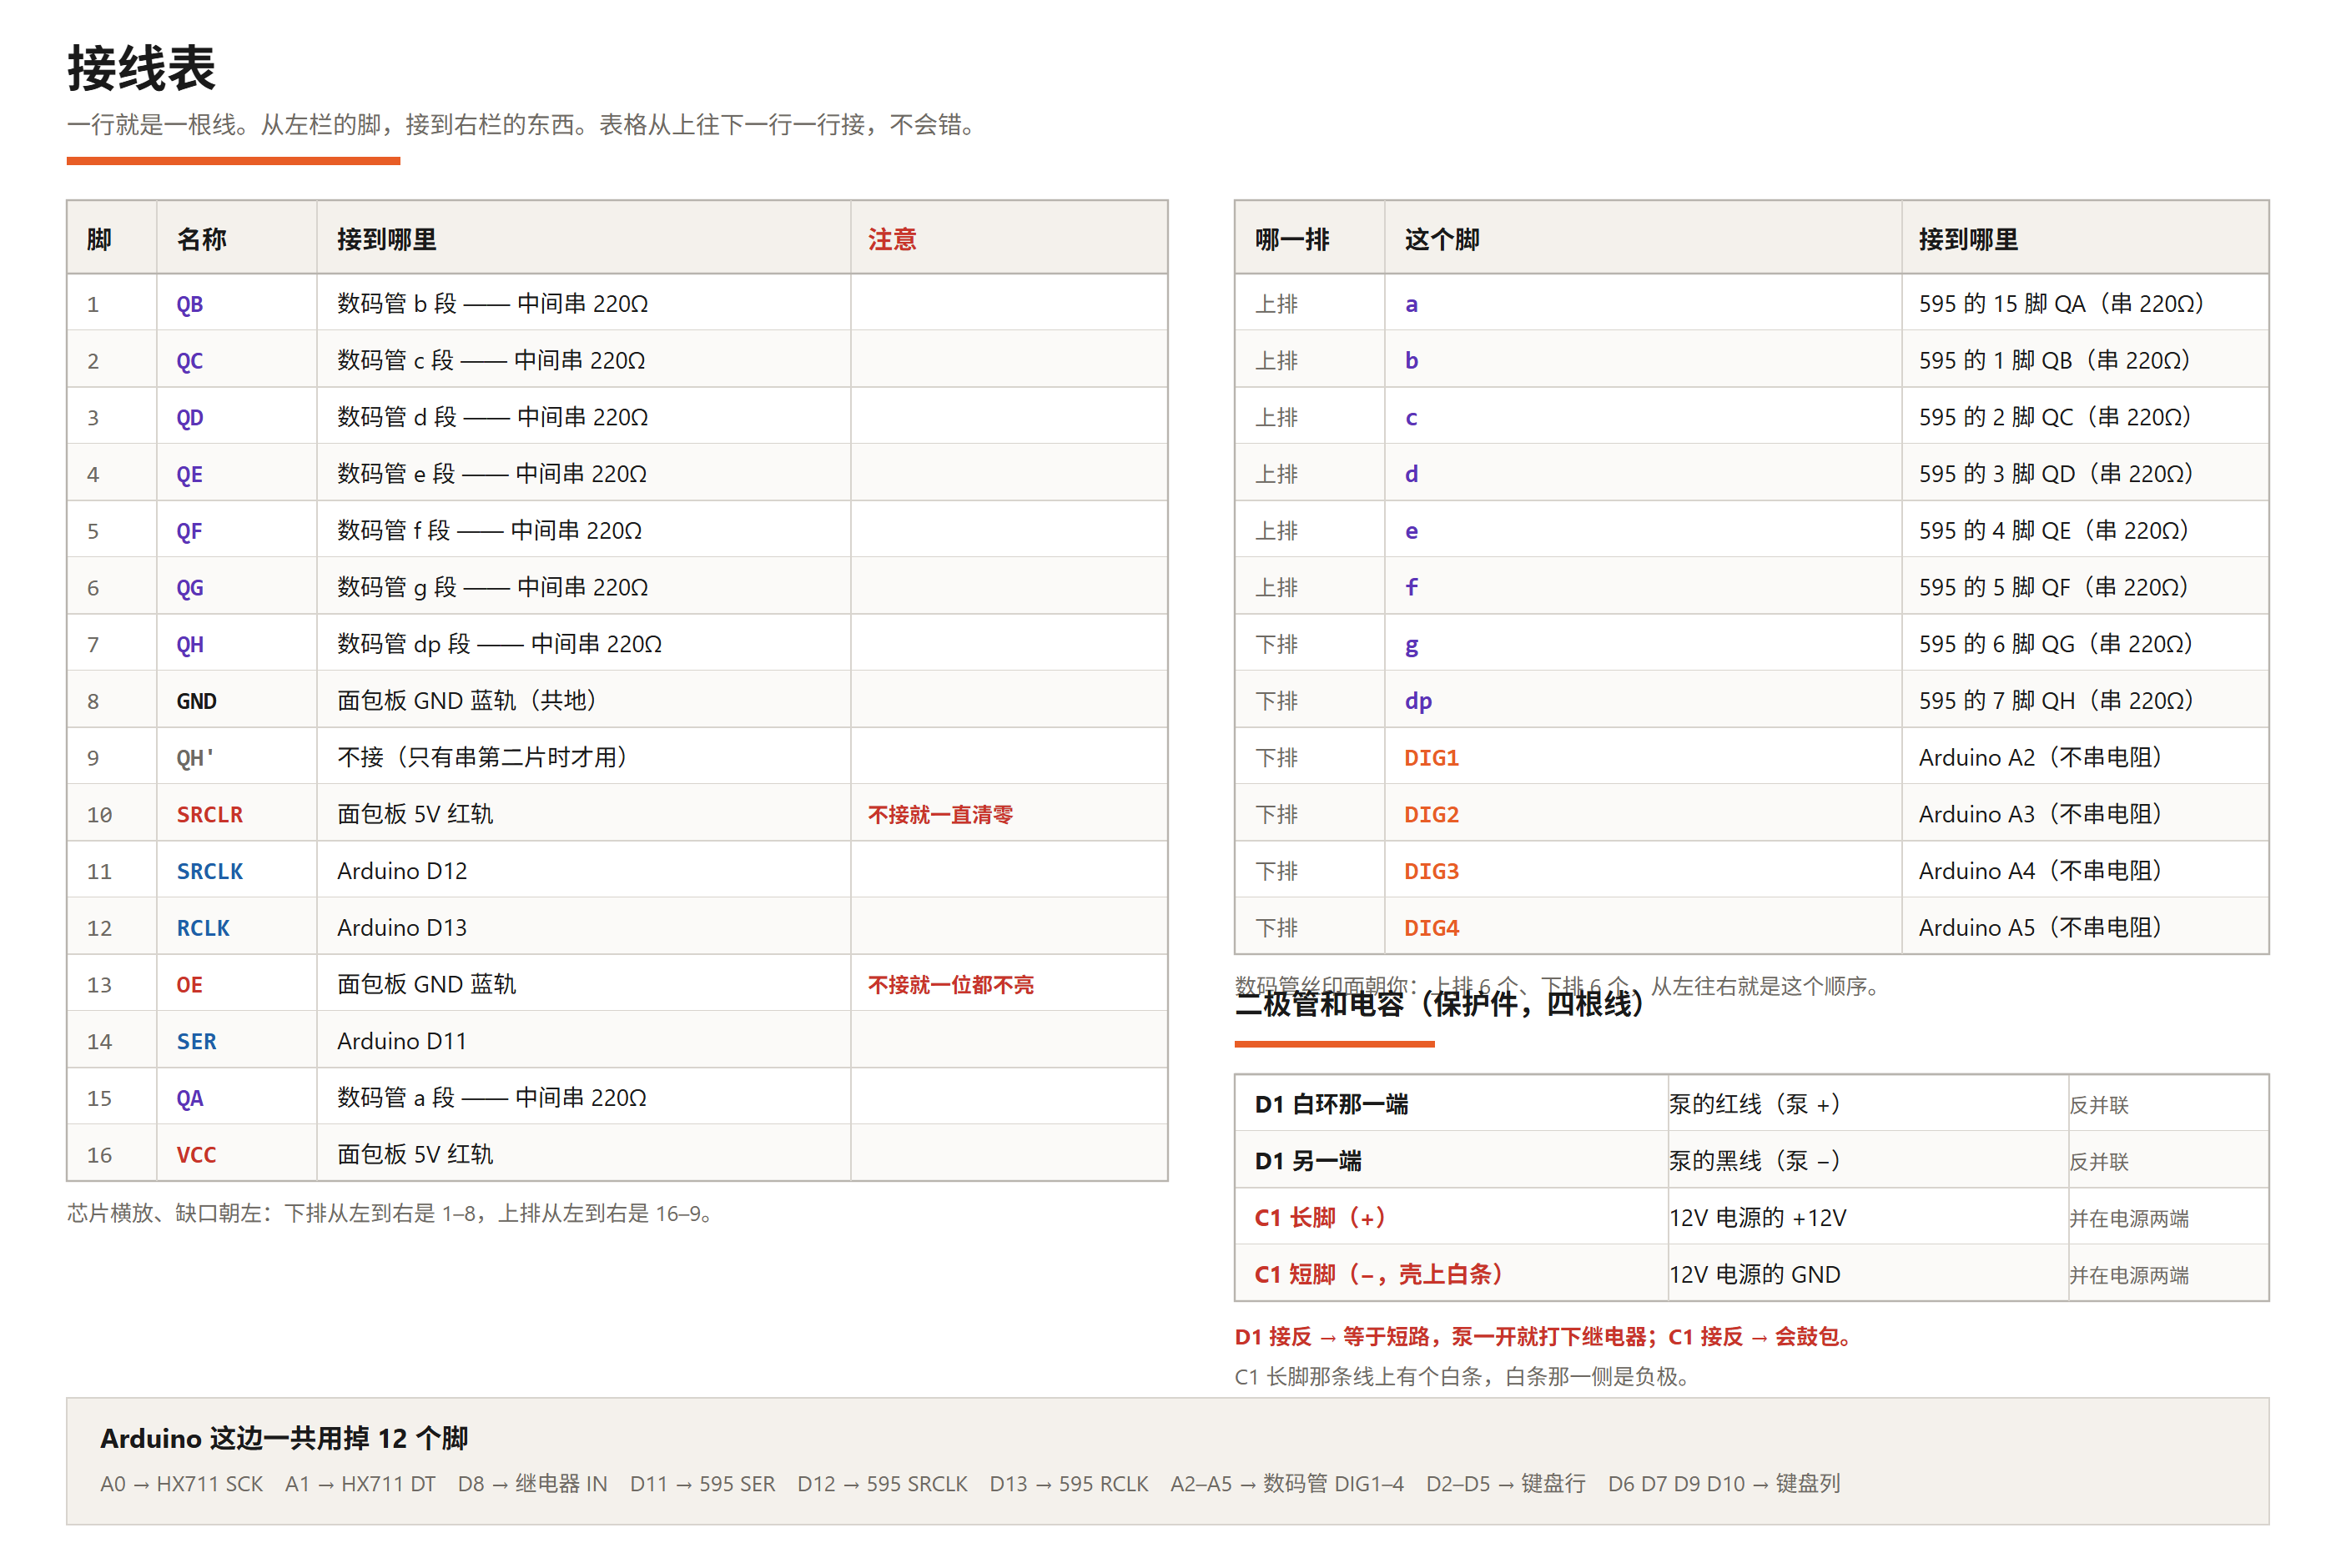 接线表
一行就是一根线。从左栏的脚，接到右栏的东西。表格从上往下一行一行接，不会错。
脚 名称 接到哪里 注意
1 QB 数码管 b 段 —— 中间串 220Ω
2 QC 数码管 c 段 —— 中间串 220Ω
3 QD 数码管 d 段 —— 中间串 220Ω
4 QE 数码管 e 段 —— 中间串 220Ω
5 QF 数码管 f 段 —— 中间串 220Ω
6 QG 数码管 g 段 —— 中间串 220Ω
7 QH 数码管 dp 段 —— 中间串 220Ω
8 GND 面包板 GND 蓝轨（共地）
9 QH' 不接（只有串第二片时才用）
10 SRCLR 面包板 5V 红轨 不接就一直清零
11 SRCLK Arduino D12
12 RCLK Arduino D13
13 OE 面包板 GND 蓝轨 不接就一位都不亮
14 SER Arduino D11
15 QA 数码管 a 段 —— 中间串 220Ω
16 VCC 面包板 5V 红轨
芯片横放、缺口朝左：下排从左到右是 1–8，上排从左到右是 16–9。
哪一排 这个脚 接到哪里
上排 a 595 的 15 脚 QA（串 220Ω）
上排 b 595 的 1 脚 QB（串 220Ω）
上排 c 595 的 2 脚 QC（串 220Ω）
上排 d 595 的 3 脚 QD（串 220Ω）
上排 e 595 的 4 脚 QE（串 220Ω）
上排 f 595 的 5 脚 QF（串 220Ω）
下排 g 595 的 6 脚 QG（串 220Ω）
下排 dp 595 的 7 脚 QH（串 220Ω）
下排 DIG1 Arduino A2（不串电阻）
下排 DIG2 Arduino A3（不串电阻）
下排 DIG3 Arduino A4（不串电阻）
下排 DIG4 Arduino A5（不串电阻）
数码管丝印面朝你：上排 6 个、下排 6 个，从左往右就是这个顺序。
二极管和电容（保护件，四根线）
D1 白环那一端 泵的红线（泵 +） 反并联
D1 另一端 泵的黑线（泵 −） 反并联
C1 长脚（+） 12V 电源的 +12V 并在电源两端
C1 短脚（−，壳上白条） 12V 电源的 GND 并在电源两端
D1 接反 → 等于短路，泵一开就打下继电器；C1 接反 → 会鼓包。
C1 长脚那条线上有个白条，白条那一侧是负极。
Arduino 这边一共用掉 12 个脚
A0 → HX711 SCK A1 → HX711 DT D8 → 继电器 IN D11 → 595 SER D12 → 595 SRCLK D13 → 595 RCLK A2–A5 → 数码管 DIG1–4 D2–D5 → 键盘行 D6 D7 D9 D10 → 键盘列